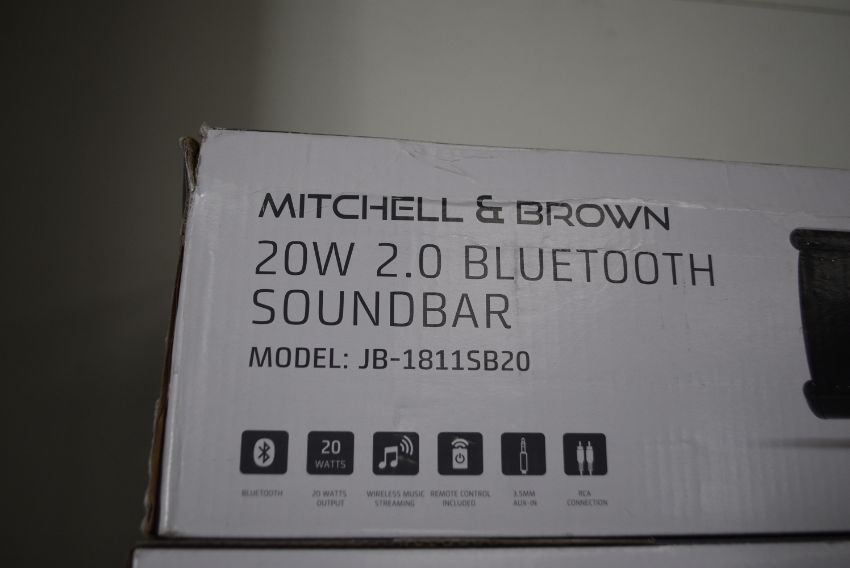 MITCHELL & BROWN
20W 2.0 BLUETOOTH
SOUNDBAR
MODEL: JB-1811SB20
20
WATTS
BLUETOOTH
20 WATTS
OUTPUT
WIRELESS MUSIC
STREAMING
REMOTE CONTROL
INCLUDED
3.5MM
AUX-IN
RCA
CONNECTION